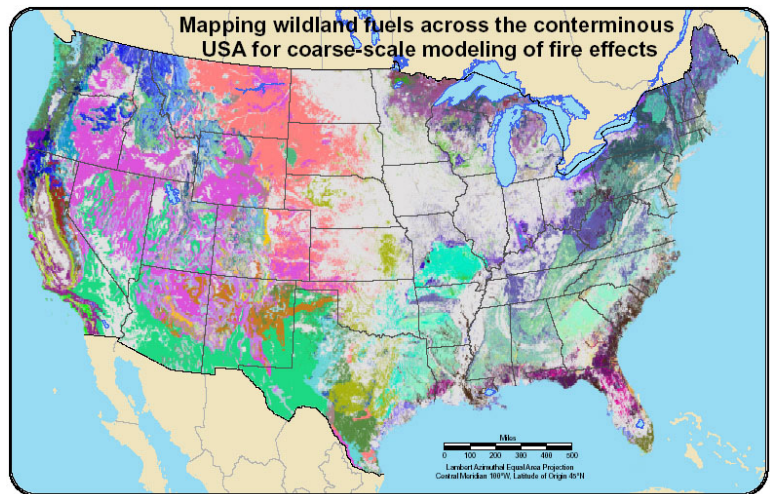 Mapping wildland fuels across the conterminous
USA for coarse-scale modeling of fire effects
Miles
0 100 200 300 400 500
Lambert Azimuthal Equal Area Projection
Central Meridian 100°W, Latitude of Origin 45°N